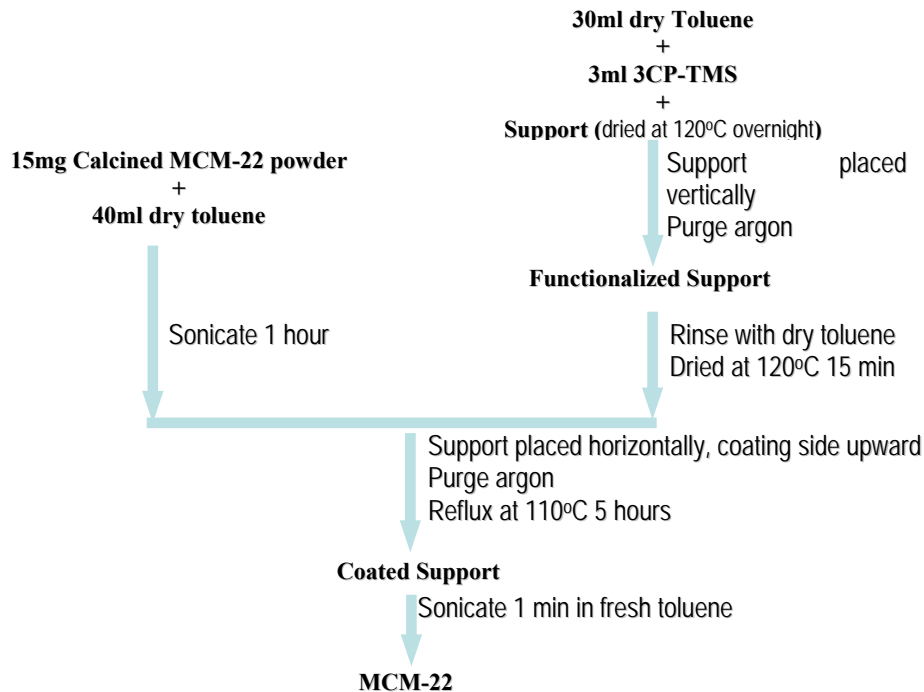 30ml dry Toluene
+
3ml 3CP-TMS
+
Support (dried at 120ºC overnight)
15mg Calcined MCM-22 powder
+
40ml dry toluene
Support placed
vertically
Purge argon
Functionalized Support
Sonicate 1 hour
Rinse with dry toluene
Dried at 120ºC 15 min
Support placed horizontally, coating side upward
Purge argon
Reflux at 110ºC 5 hours
Coated Support
Sonicate 1 min in fresh toluene
MCM-22